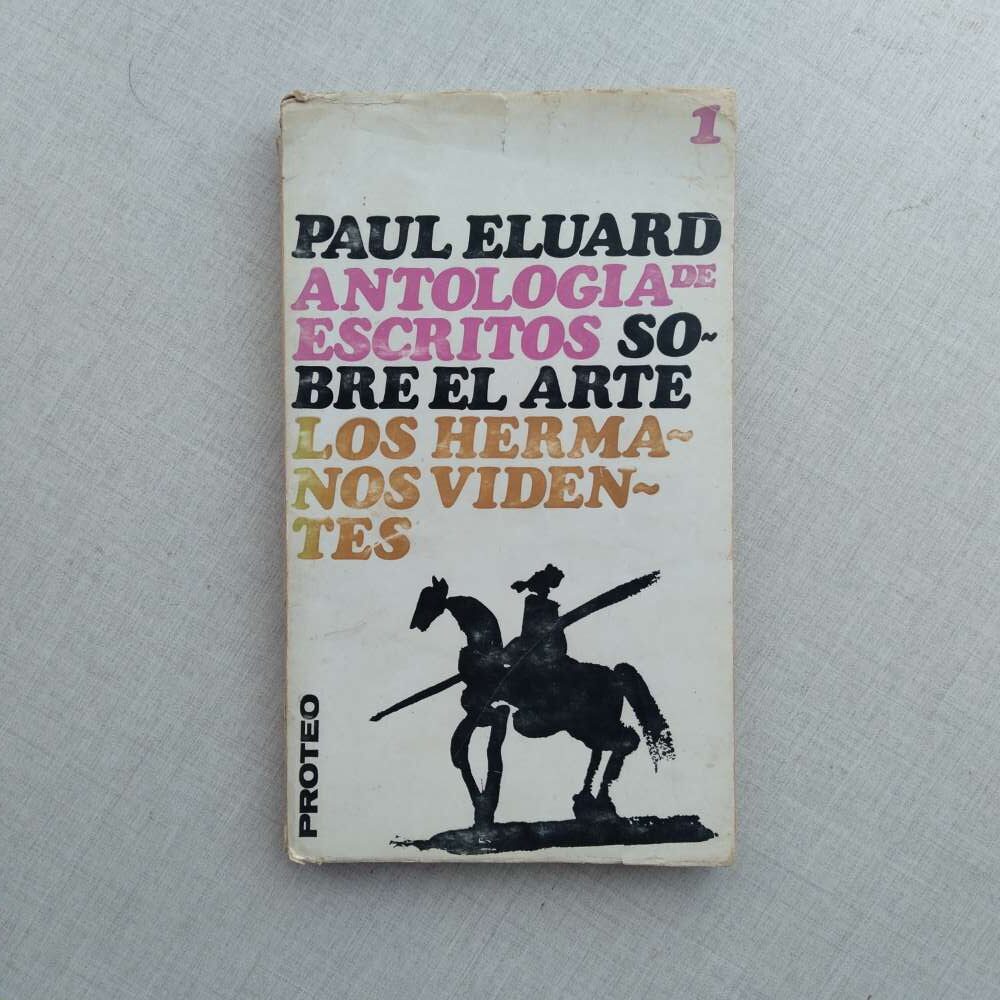 1
PAUL ELUARD
ANTOLOGIA DE
ESCRITOS SO~
BRE EL ARTE
LOS HERMA~
NOS VIDEN~
TES
PROTEO